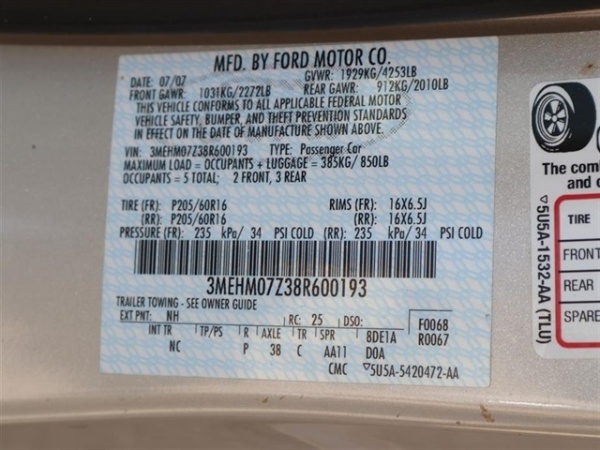 MFD. BY FORD MOTOR CO.
DATE: 07/07 GVWR: 1929KG/4253LB
FRONT GAWR: 1031KG/2272LB REAR GAWR: 912KG/2010LB
THIS VEHICLE CONFORMS TO ALL APPLICABLE FEDERAL MOTOR
VEHICLE SAFETY, BUMPER, AND THEFT PREVENTION STANDARDS
IN EFFECT ON THE DATE OF MANUFACTURE SHOWN ABOVE.
VIN: 3MEHM07Z38R600193 TYPE: Passenger Car
MAXIMUM LOAD = OCCUPANTS + LUGGAGE = 385KG/ 850LB
OCCUPANTS = 5 TOTAL; 2 FRONT, 3 REAR
TIRE (FR): P205/60R16 RIMS (FR): 16X6.5J
(RR): P205/60R16 (RR): 16X6.5J
PRESSURE (FR): 235 kPa/ 34 PSI COLD (RR): 235 kPa/ 34 PSI COLD
3MEHM07Z38R600193
TRAILER TOWING - SEE OWNER GUIDE
EXT PNT: NH RC: 25 DSO: F0068
INT TR TP/PS R AXLE TR SPR 8DE1A R0067
NC P 38 C AA11 D0A
CMC ▽5U5A-5420472-AA
The com
and c
▽5U5A-1532-AA (TLU)
TIRE
FRONT
REAR
SPARE